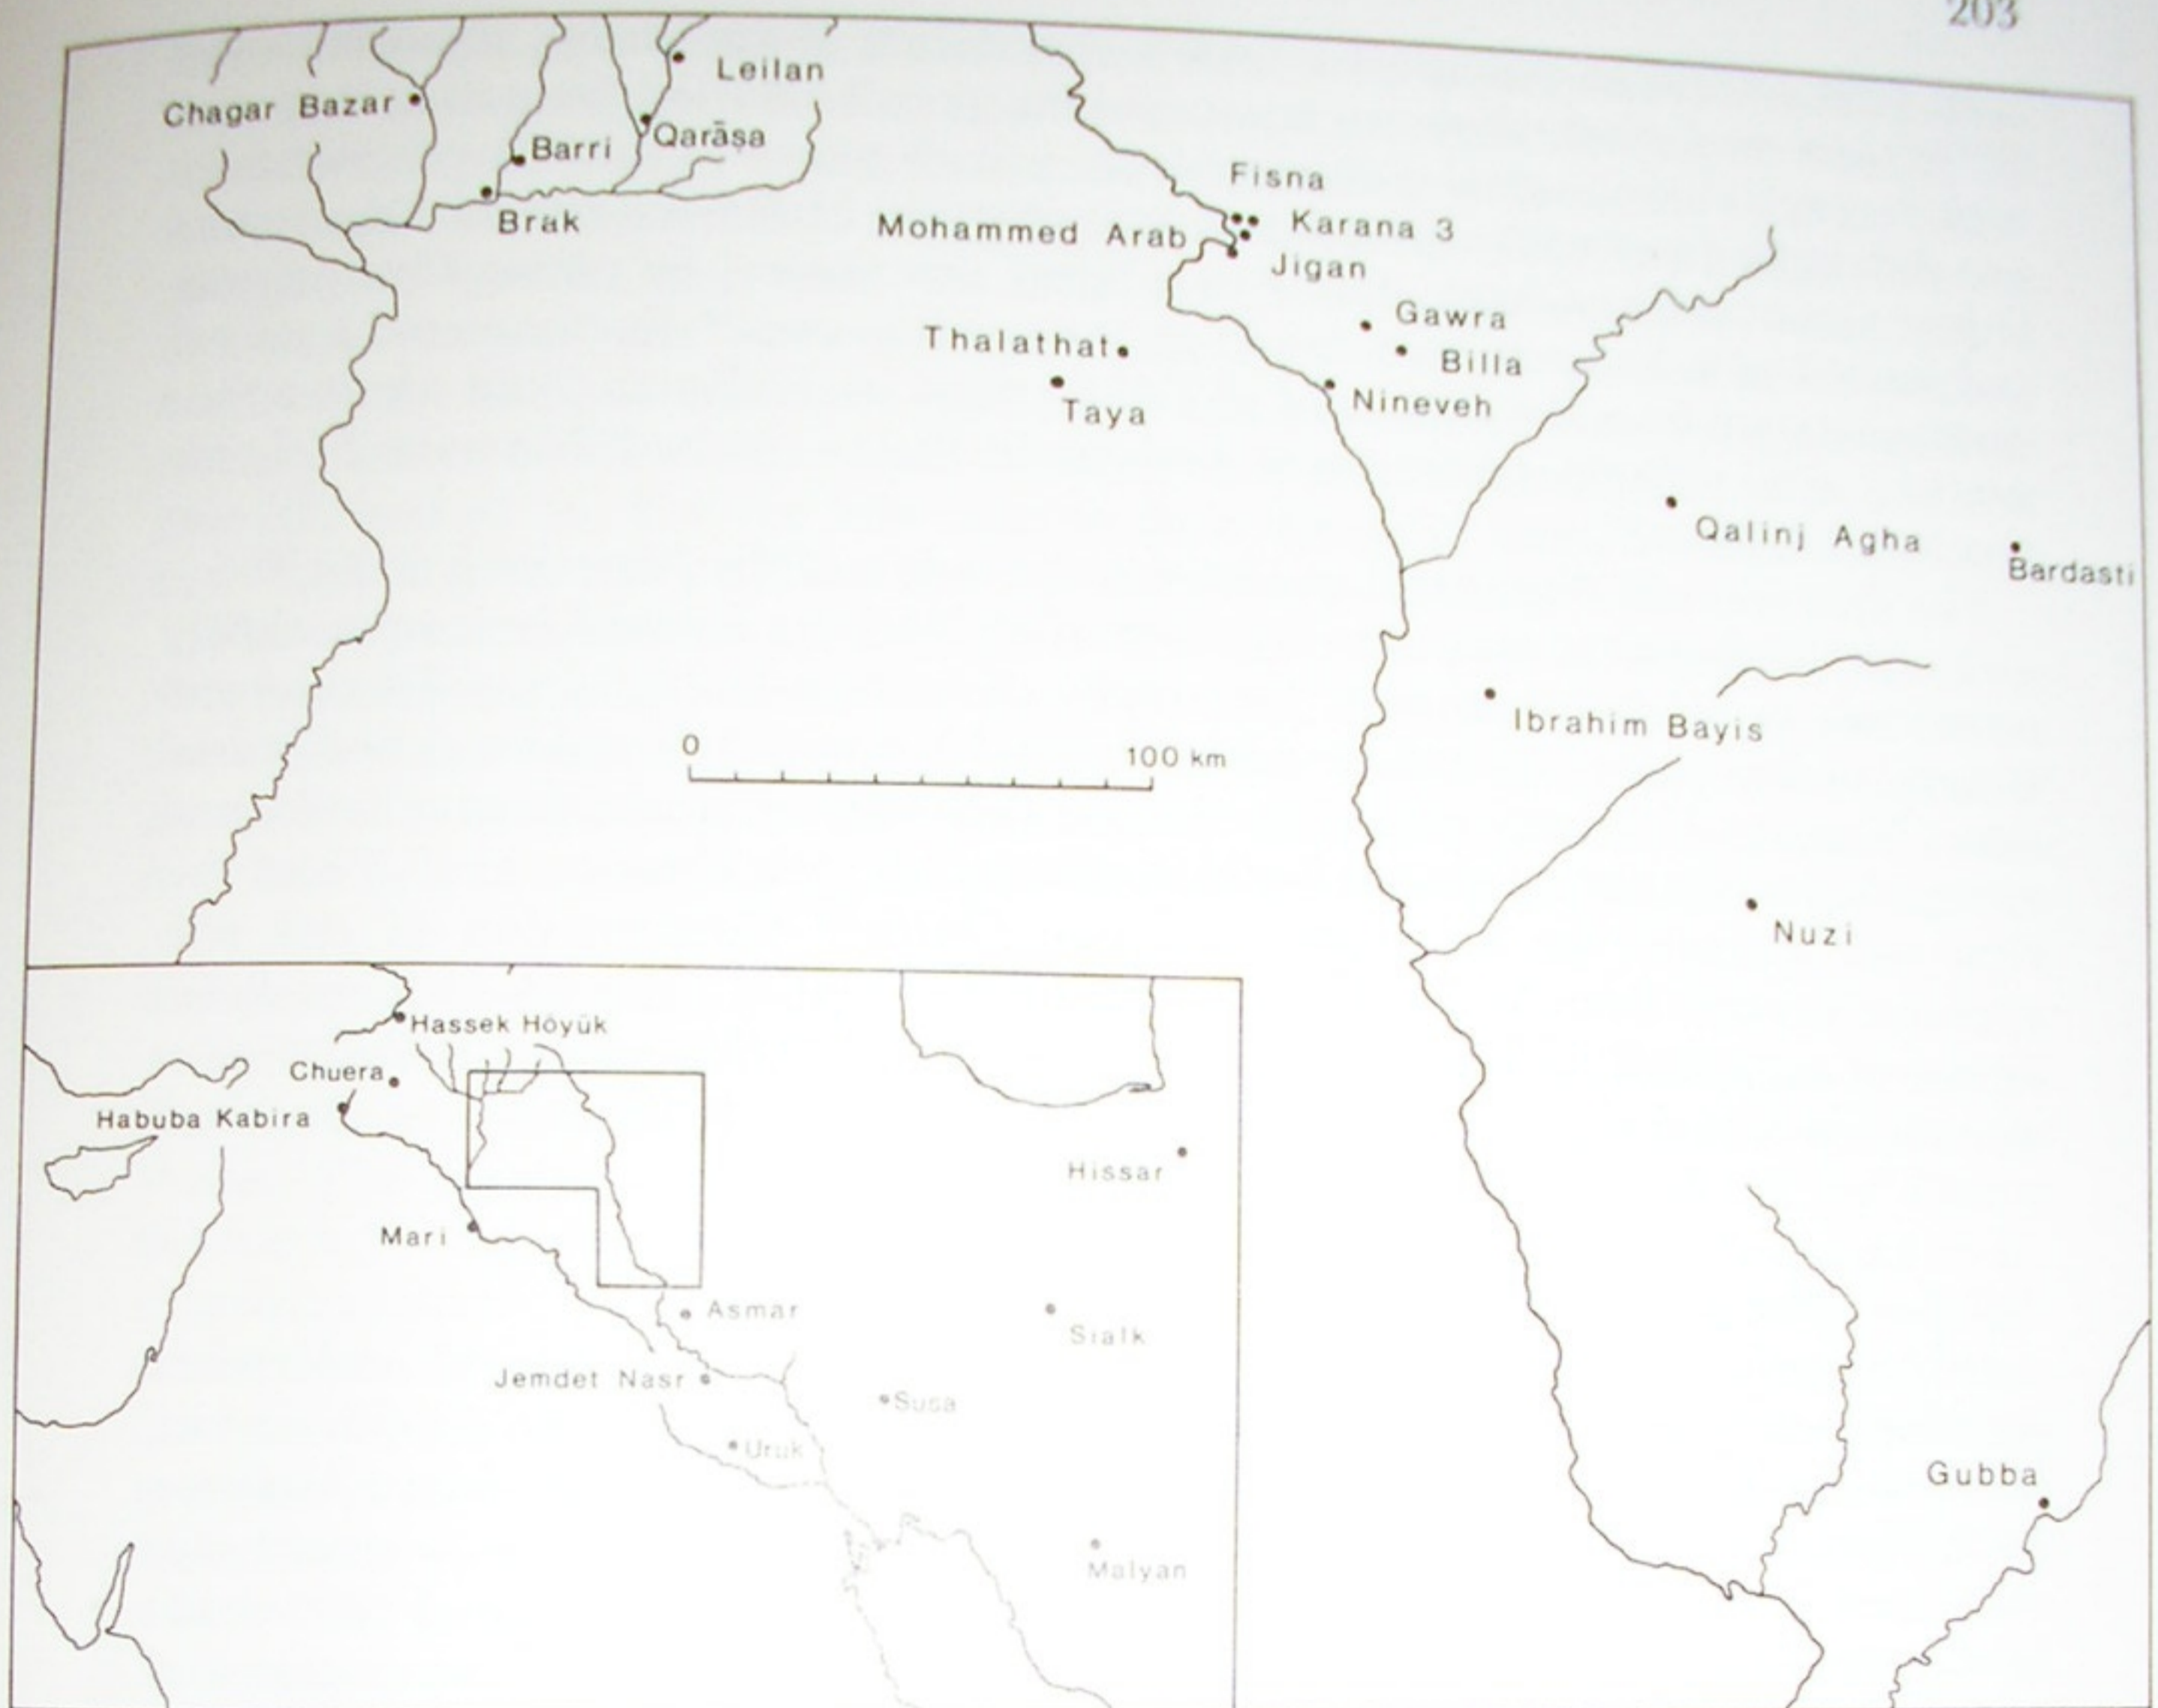 203
Leilan
Chagar Bazar
Qarāṣa
Barri
Brak
Fisna
Mohammed Arab
Karana 3
Jigan
Gawra
Thalathat
Billa
Taya
Nineveh
Qalinj Agha
Bardasti
Ibrahim Bayis
0
100 km
Nuzi
Hassek Höyük
Chuera
Habuba Kabira
Hissar
Mari
Asmar
Sialk
Jemdet Nasr
Susa
Uruk
Gubba
Malyan